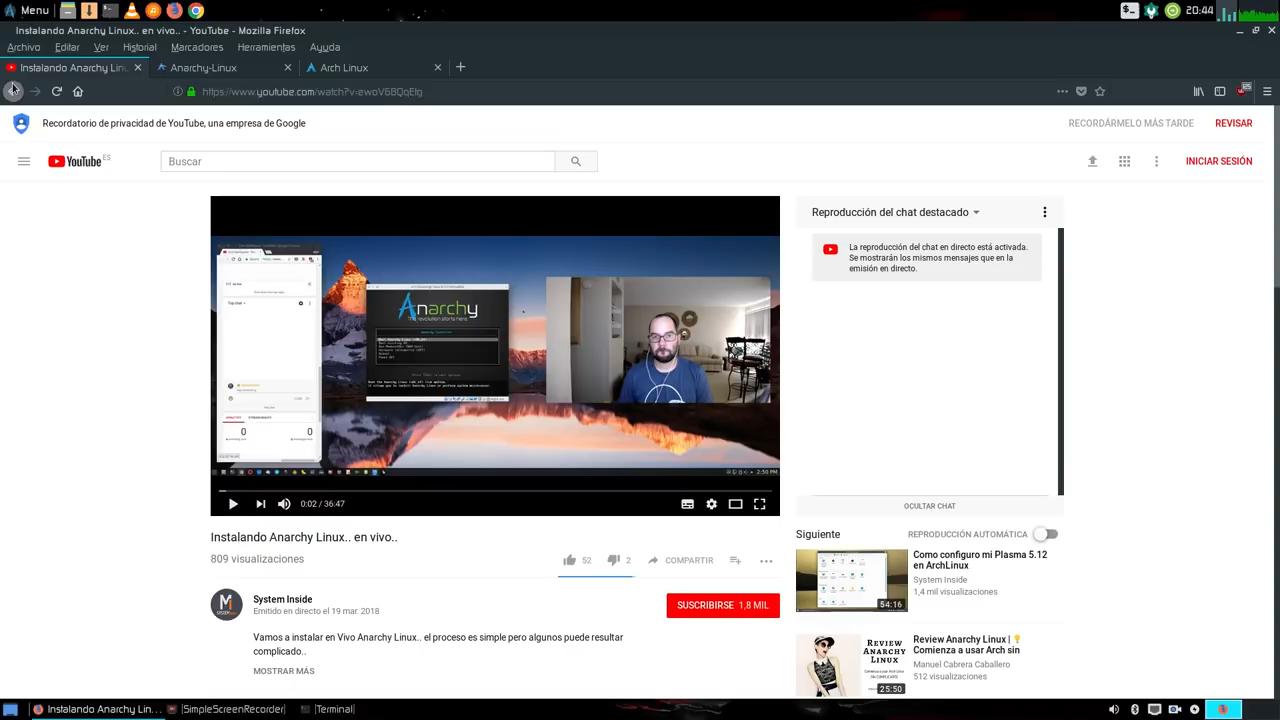 Menu
20:44
Instalando Anarchy Linux.. en vivo.. - YouTube - Mozilla Firefox
Archivo Editar Ver Historial Marcadores Herramientas Ayuda
Instalando Anarchy Linu Anarchy-Linux Arch Linux
https://www.youtube.com/watch?v=ewoV6BQqEtg
Recordatorio de privacidad de YouTube, una empresa de Google
RECORDÁRMELO MÁS TARDE REVISAR
YouTube ES
Buscar
INICIAR SESIÓN
Anarchy
2:50 PM
0:02 / 36:47
Reproducción del chat destacado
La reproducción del chat en directo está activada.
Se mostrarán los mismos mensajes que en la
emisión en directo.
OCULTAR CHAT
Instalando Anarchy Linux.. en vivo..
809 visualizaciones
52 2 COMPARTIR
System Inside
Emitido en directo el 19 mar. 2018
SUSCRIBIRSE 1,8 MIL
Vamos a instalar en Vivo Anarchy Linux.. el proceso es simple pero algunos puede resultar
complicado..
MOSTRAR MÁS
Siguiente REPRODUCCIÓN AUTOMÁTICA
54:16
Como configuro mi Plasma 5.12
en ArchLinux
System Inside
1,4 mil visualizaciones
REVIEW
ANARCHY
LINUX
25:50
Review Anarchy Linux |
Comienza a usar Arch sin
Manuel Cabrera Caballero
512 visualizaciones
Instalando Anarchy Lin... [SimpleScreenRecorder] [Terminal]